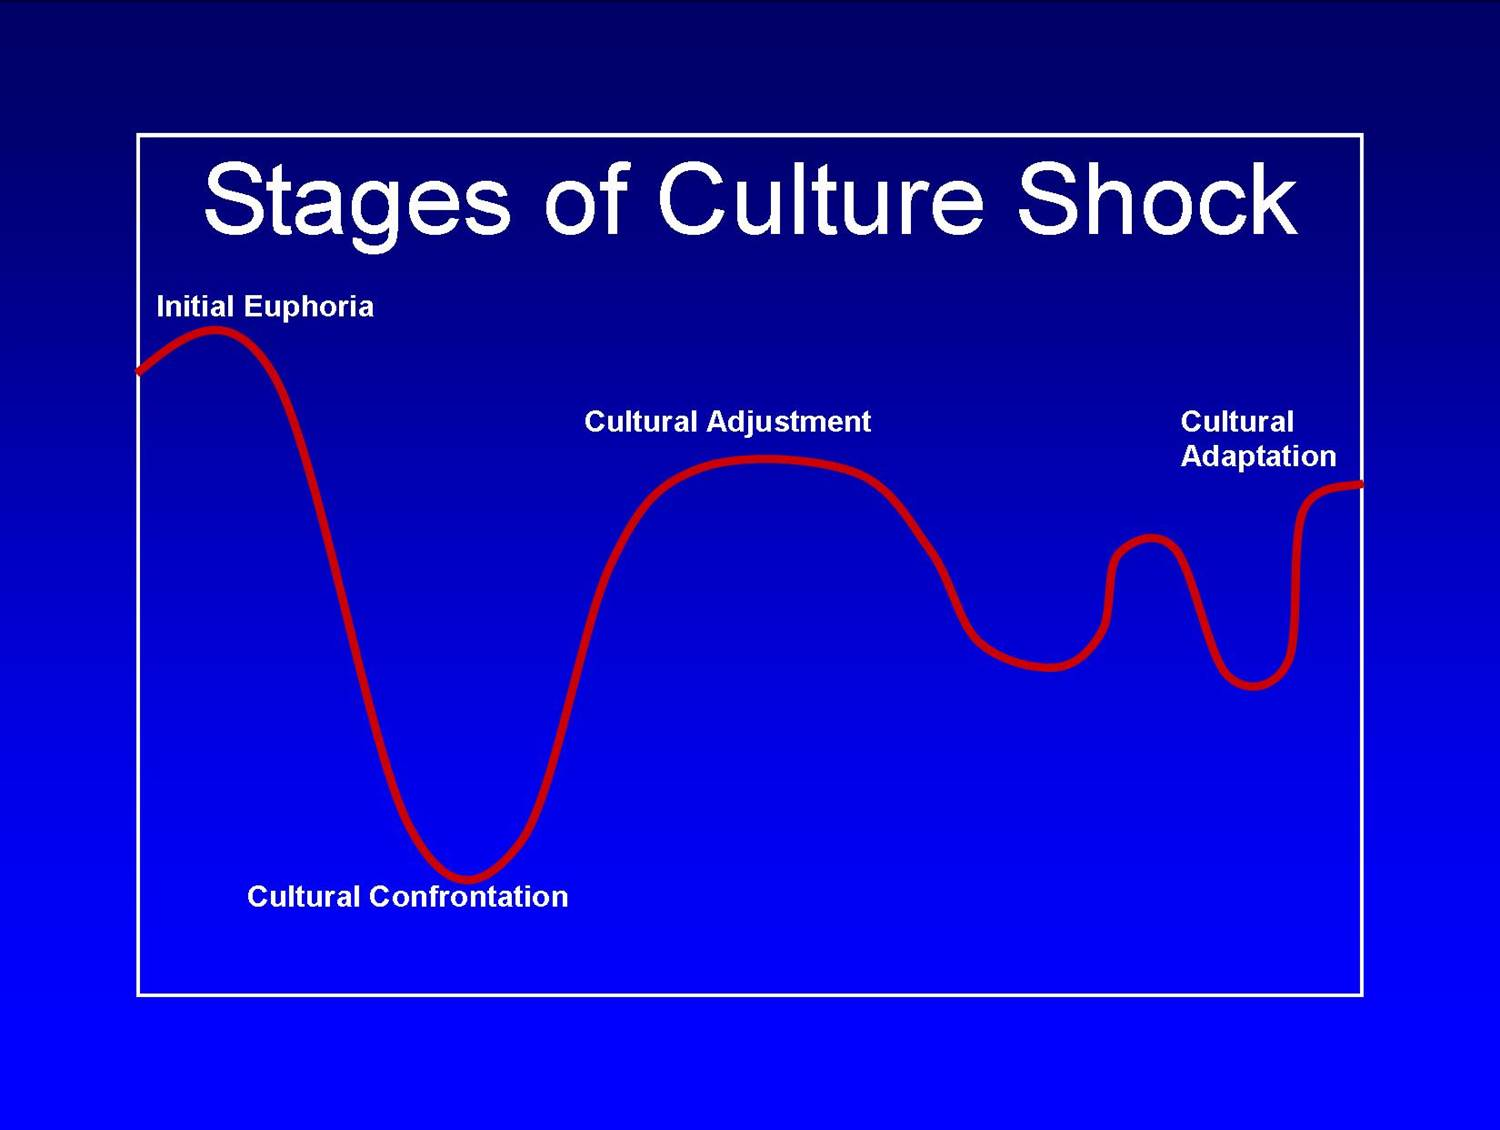 Stages of Culture Shock
Initial Euphoria
Cultural Adjustment
Cultural
Adaptation
Cultural Confrontation